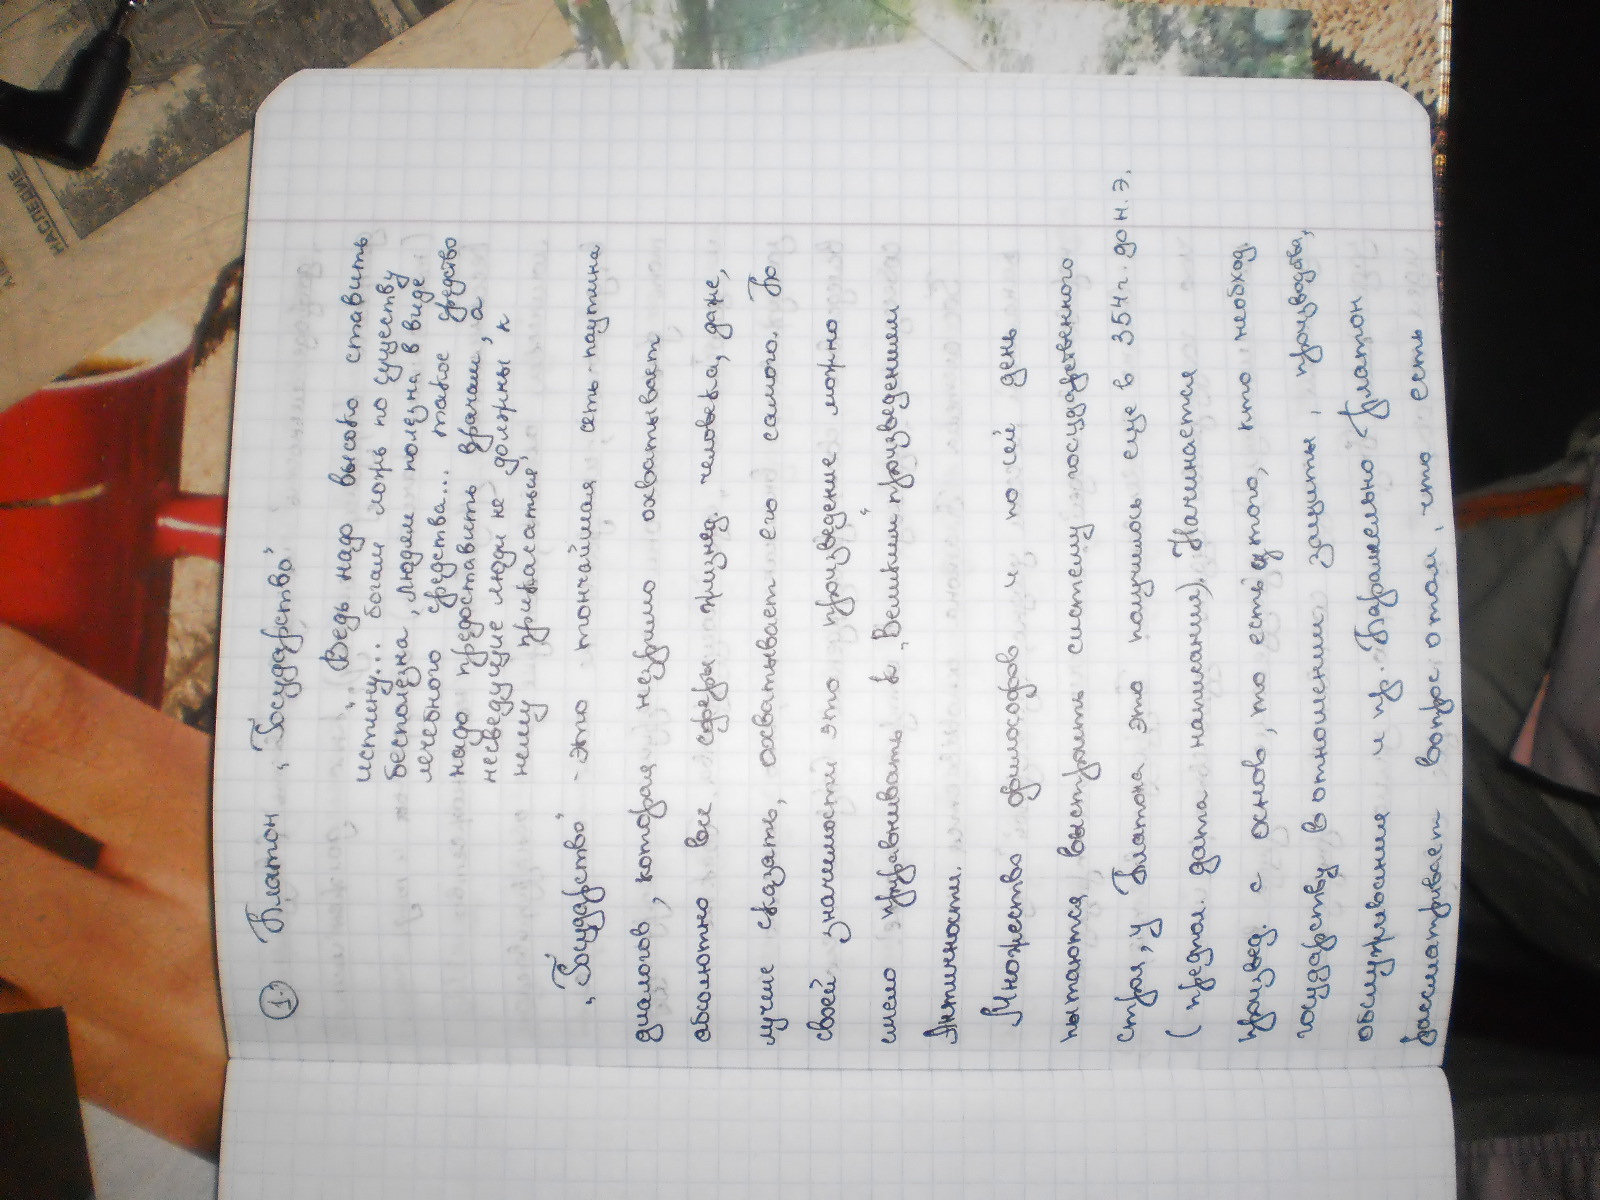 1. Платон „Государство“
„Ведь надо высоко ставить
истину... богам ложь по существу
бесполезна, людям полезна в виде
лечебного средства... такое средство
надо предоставить врачам, а
несведущие люди не должны к
нему прикасаться“
„Государство“ - это тончайшая сеть-паутина
диалогов, которая незримо охватывает
абсолютно все сферы жизнед. человека, даже,
лучше сказать, охватывает его самого. По
своей значимости это произведение можно
смело приравнивать к „Великим“ произведениям
Античности.
Множество философов и по сей день
пытаются выстроить систему государственного
строя, у Платона это получилось еще в 354 г. до н. э.
(предпол. дата написания). Начинается
произвед. с основ, то есть с того, кто необход.
государству в отношении защиты, производства,
обслуживания и пр. Параллельно Платон
рассматривает вопрос о том, что есть
НАСЛЕДИЕ